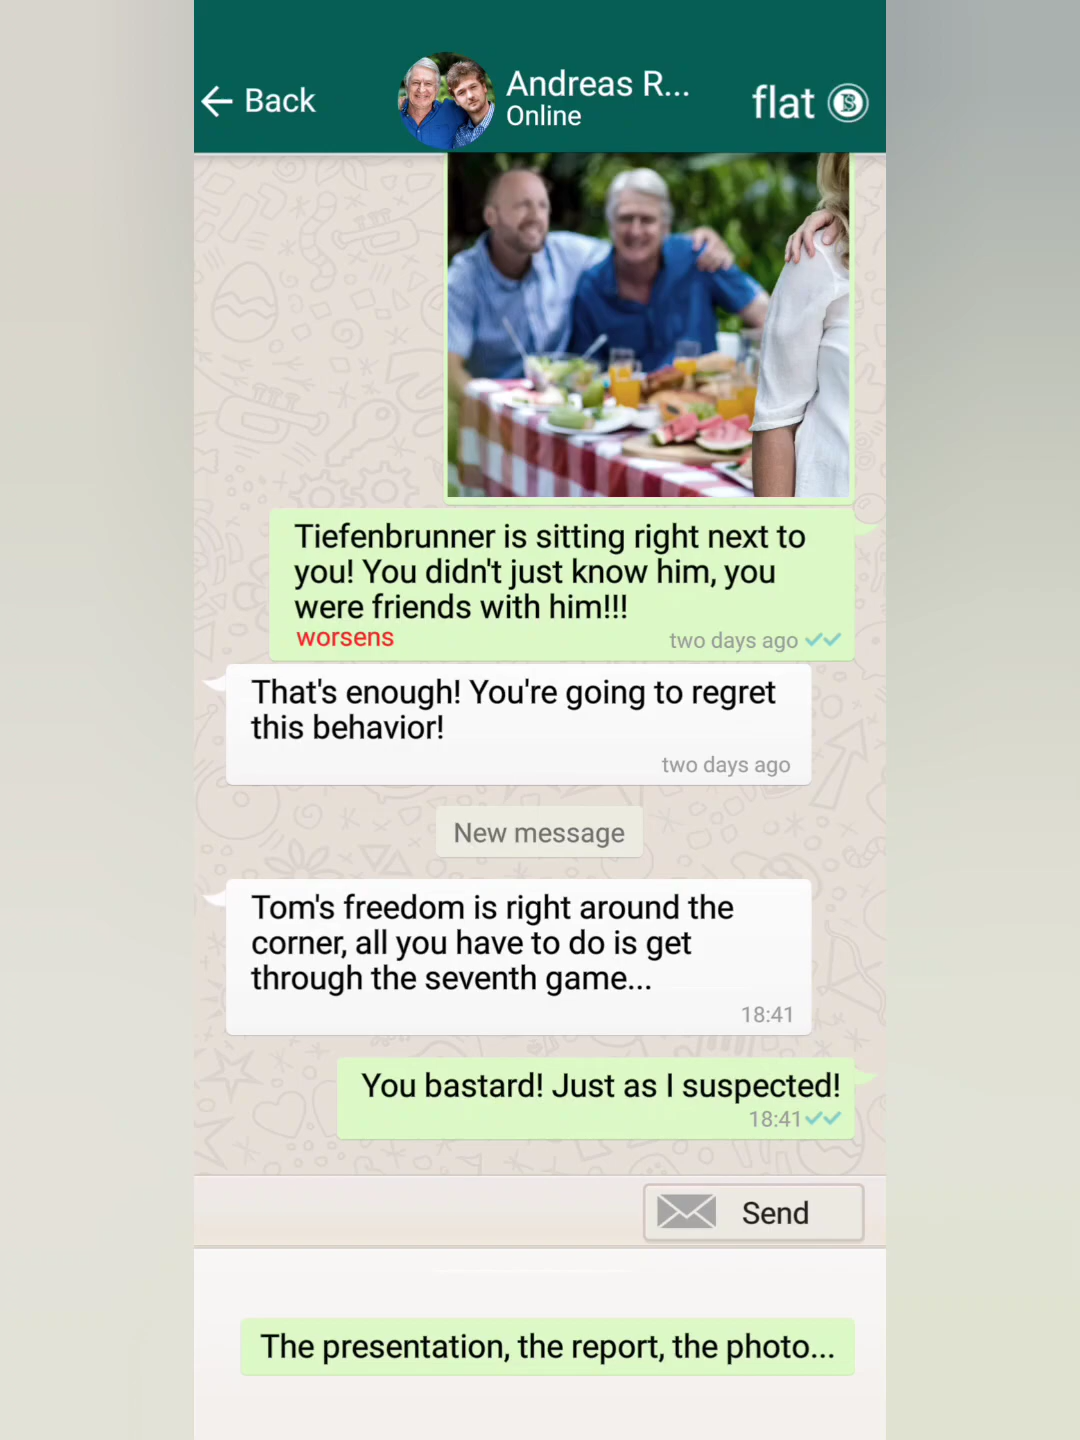 Back
Andreas R...
Online
flat
Tiefenbrunner is sitting right next to
you! You didn't just know him, you
were friends with him!!!
worsens
two days ago
That's enough! You're going to regret
this behavior!
two days ago
New message
Tom's freedom is right around the
corner, all you have to do is get
through the seventh game...
18:41
You bastard! Just as I suspected!
18:41
Send
The presentation, the report, the photo...